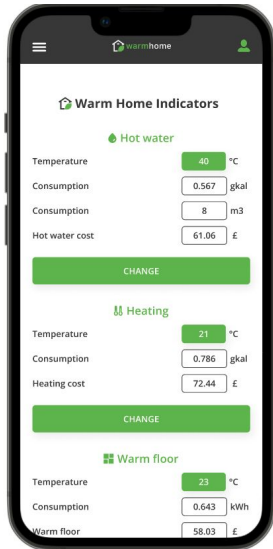 warmhome
Warm Home Indicators
Hot water
Temperature 40 °C
Consumption 0.567 gkal
Consumption 8 m3
Hot water cost 61.06 £
CHANGE
Heating
Temperature 21 °C
Consumption 0.786 gkal
Heating cost 72.44 £
CHANGE
Warm floor
Temperature 23 °C
Consumption 0.643 kWh
Warm floor 58.03 £